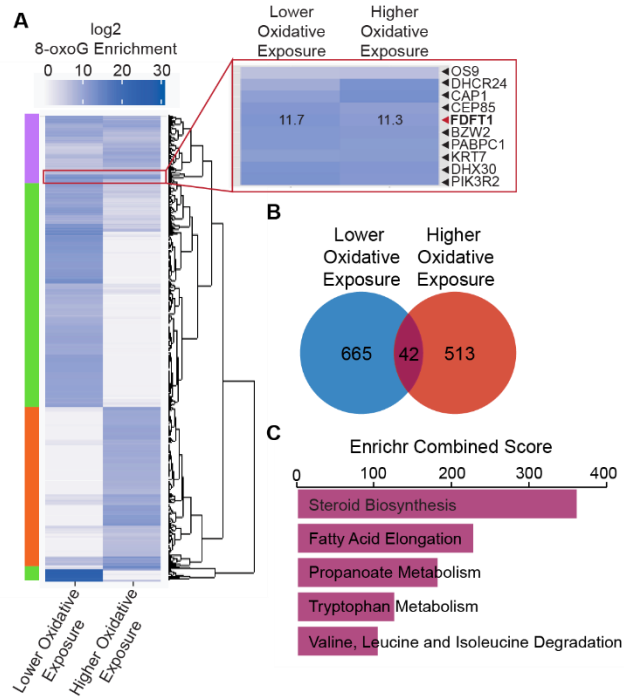 A
log2
8-oxoG Enrichment
0 10 20 30
Lower
Oxidative
Exposure
Higher
Oxidative
Exposure
11.7
11.3
OS9
DHCR24
CAP1
CEP85
FDFT1
BZW2
PABPC1
KRT7
DHX30
PIK3R2
Lower Oxidative
Exposure
Higher Oxidative
Exposure
B
Lower
Oxidative
Exposure
Higher
Oxidative
Exposure
665
42
513
C
Enrichr Combined Score
0 100 200 300 400
Steroid Biosynthesis
Fatty Acid Elongation
Propanoate Metabolism
Tryptophan Metabolism
Valine, Leucine and Isoleucine Degradation